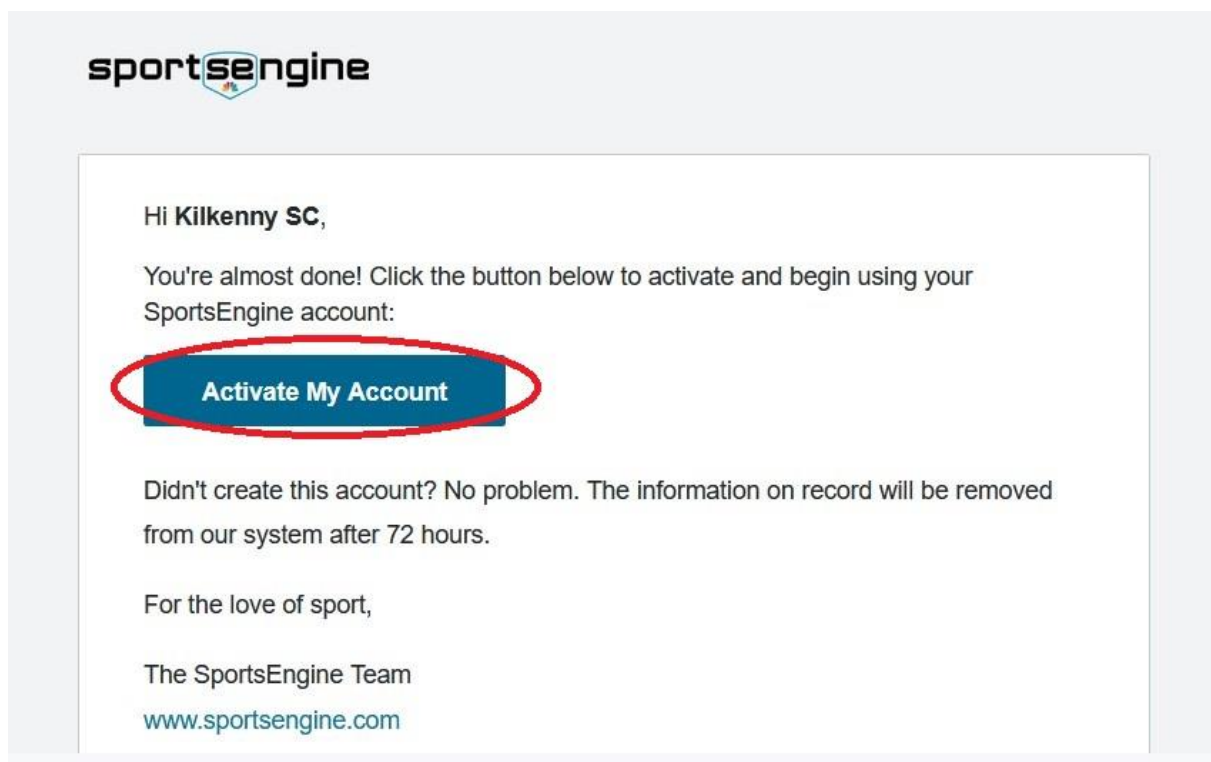 sportsengine
Hi Kilkenny SC,
You're almost done! Click the button below to activate and begin using your
SportsEngine account:
Activate My Account
Didn't create this account? No problem. The information on record will be removed
from our system after 72 hours.
For the love of sport,
The SportsEngine Team
www.sportsengine.com